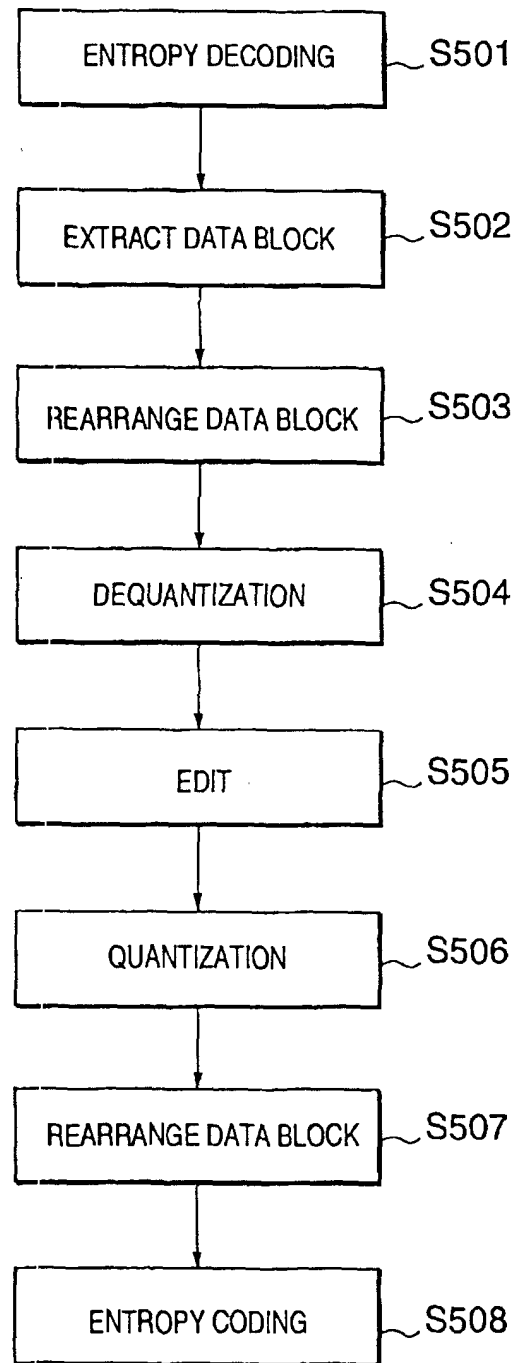 ENTROPY DECODING S501
EXTRACT DATA BLOCK S502
REARRANGE DATA BLOCK S503
DEQUANTIZATION S504
EDIT S505
QUANTIZATION S506
REARRANGE DATA BLOCK S507
ENTROPY CODING S508